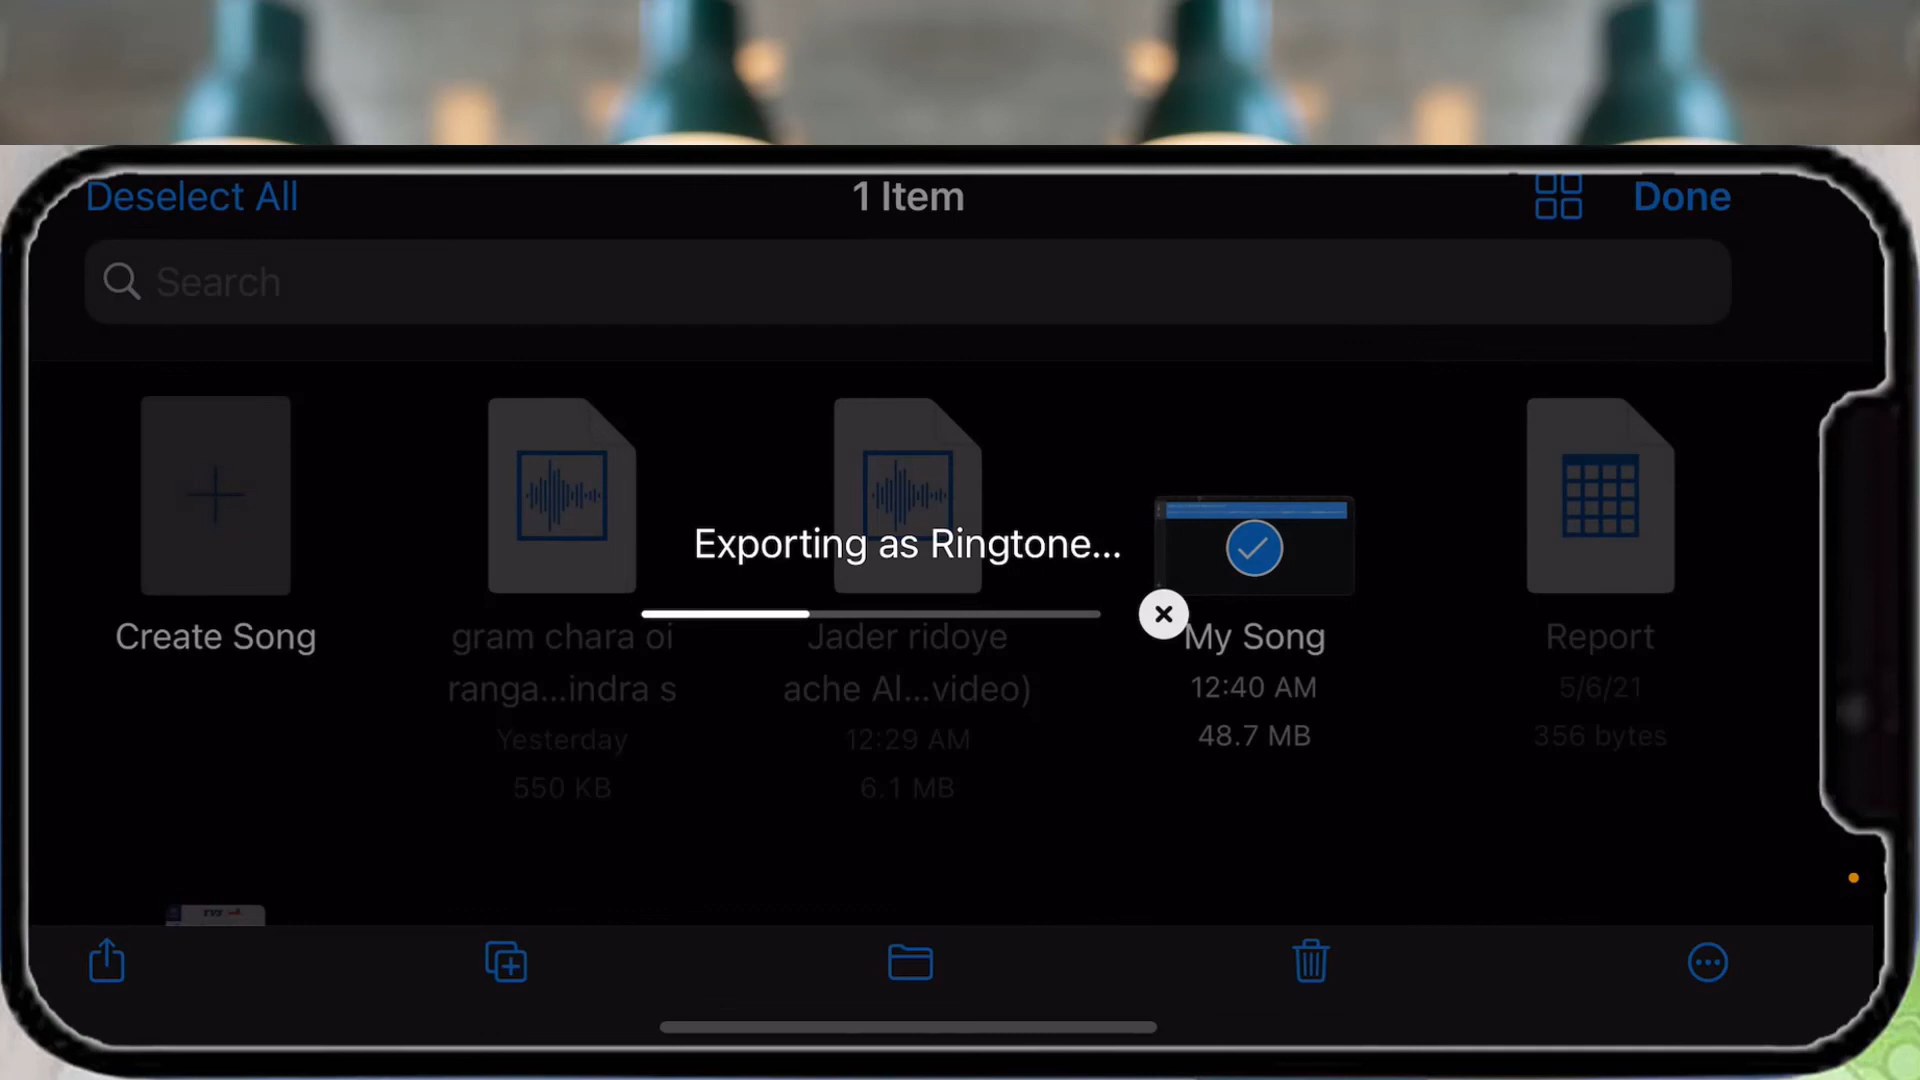 Deselect All
1 Item
Done
Search
Exporting as Ringtone...
Create Song
gram chara oi
ranga...indra s
Yesterday
550 KB
Jader ridoye
ache Al...video)
12:29 AM
6.1 MB
My Song
12:40 AM
48.7 MB
Report
5/6/21
356 bytes
TVS